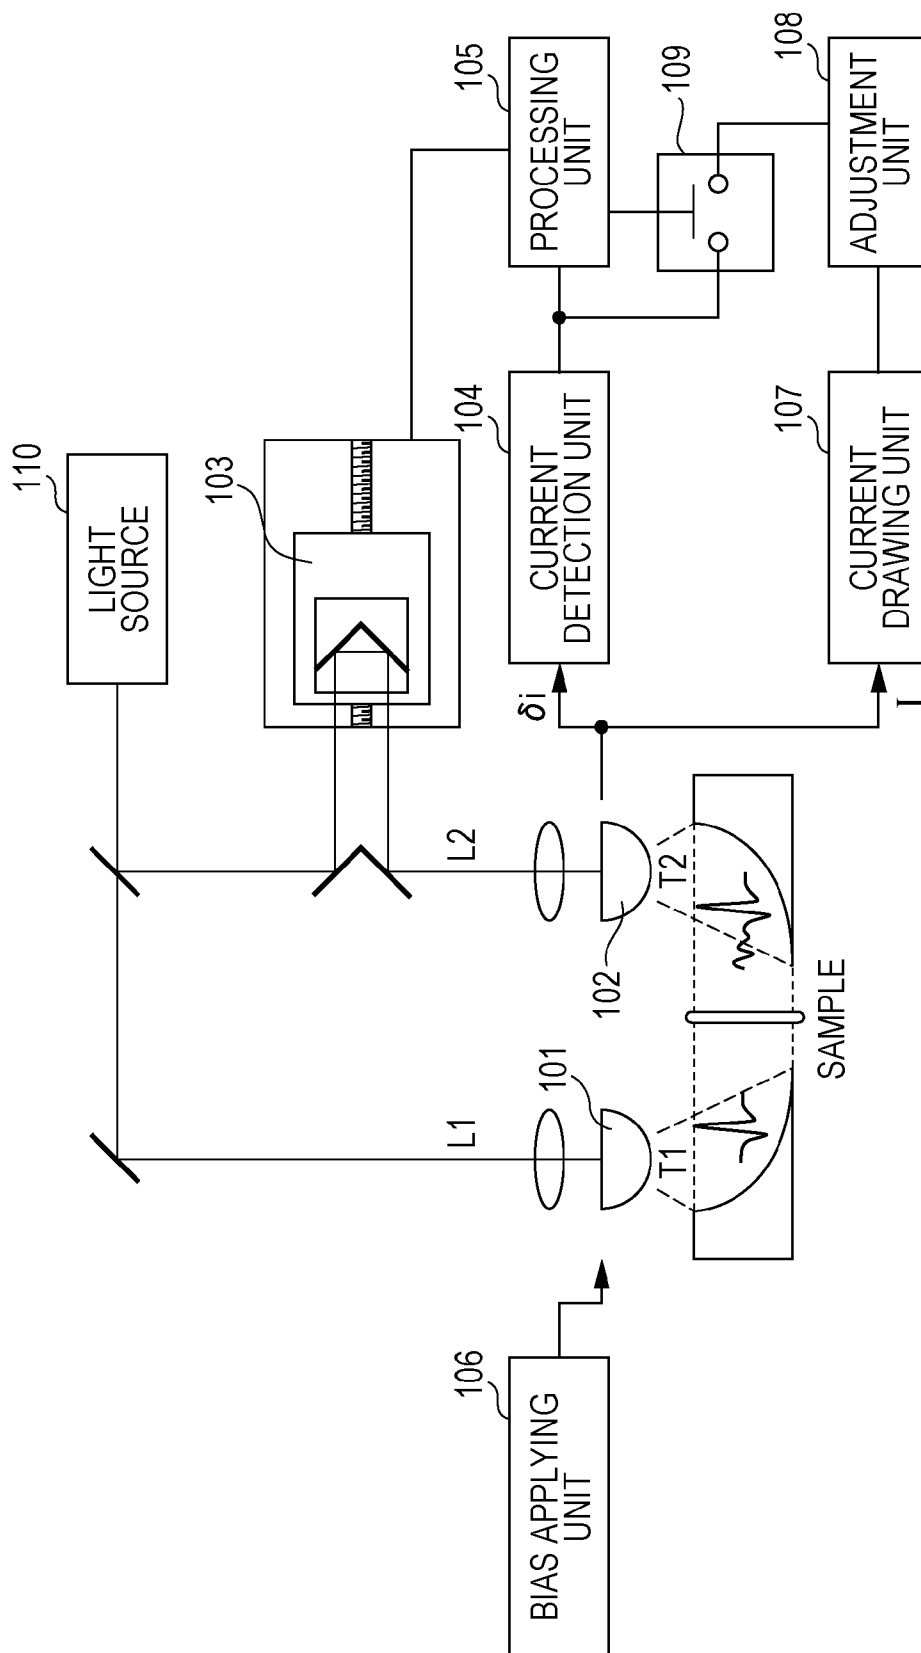 110
LIGHT
SOURCE
103
L1
L2
101
102
T1
T2
SAMPLE
106
BIAS APPLYING
UNIT
δi
I
104
CURRENT
DETECTION UNIT
105
PROCESSING
UNIT
109
107
CURRENT
DRAWING UNIT
108
ADJUSTMENT
UNIT